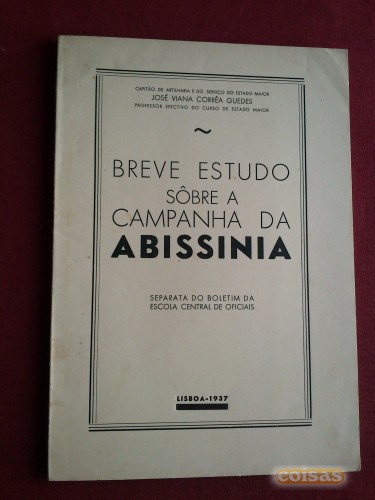 CAPITÃO DE ARTILHARIA E DO SERVIÇO DO ESTADO MAIOR
JOSÉ VIANA CORRÊA GUEDES
PROFESSOR EFECTIVO DO CURSO DE ESTADO MAIOR
~
BREVE ESTUDO
SÔBRE A
CAMPANHA DA
ABISSINIA
SEPARATA DO BOLETIM DA
ESCOLA CENTRAL DE OFICIAIS
LISBOA-1937
coisas